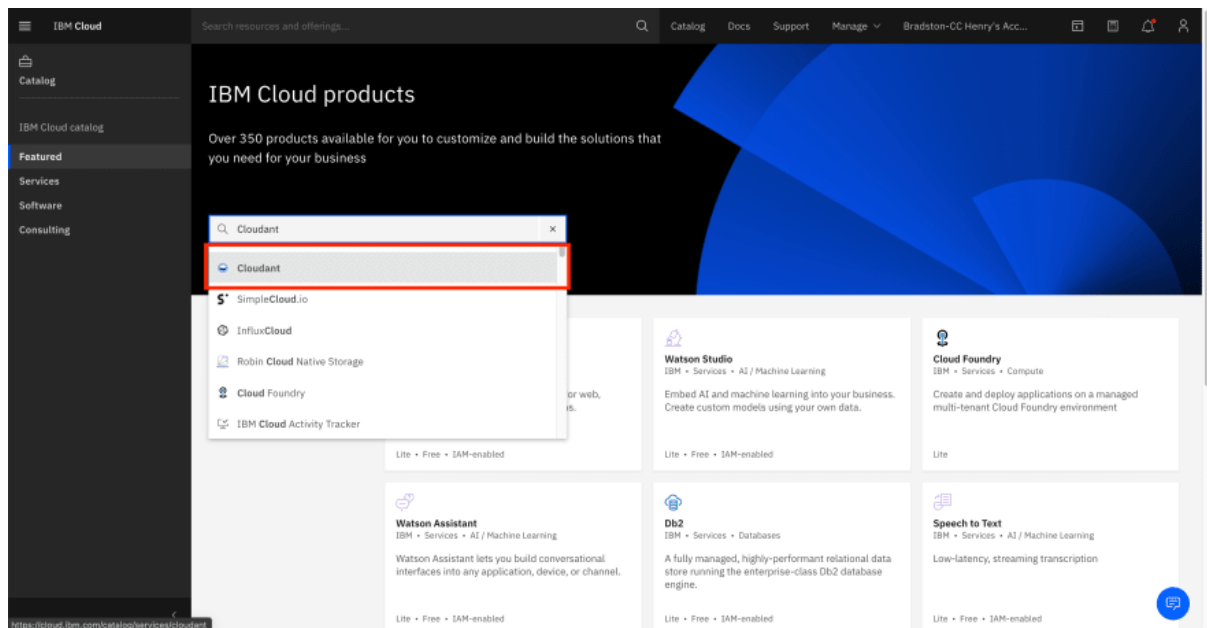 IBM Cloud
Search resources and offerings...
Catalog
Docs
Support
Manage
Bradston-CC Henry's Acc...
Catalog
IBM Cloud catalog
Featured
Services
Software
Consulting
IBM Cloud products
Over 350 products available for you to customize and build the solutions that
you need for your business
Cloudant
Cloudant
SimpleCloud.io
InfluxCloud
Robin Cloud Native Storage
Cloud Foundry
IBM Cloud Activity Tracker
or web,
Lite • Free • IAM-enabled
Watson Studio
IBM • Services • AI / Machine Learning
Embed AI and machine learning into your business.
Create custom models using your own data.
Lite • Free • IAM-enabled
Cloud Foundry
IBM • Services • Compute
Create and deploy applications on a managed
multi-tenant Cloud Foundry environment
Lite
Watson Assistant
IBM • Services • AI / Machine Learning
Watson Assistant lets you build conversational
interfaces into any application, device, or channel.
Lite • Free • IAM-enabled
Db2
IBM • Services • Databases
A fully managed, highly-performant relational data
store running the enterprise-class Db2 database
engine.
Lite • Free • IAM-enabled
Speech to Text
IBM • Services • AI / Machine Learning
Low-latency, streaming transcription
Lite • Free • IAM-enabled
https://cloud.ibm.com/catalog/services/cloudant